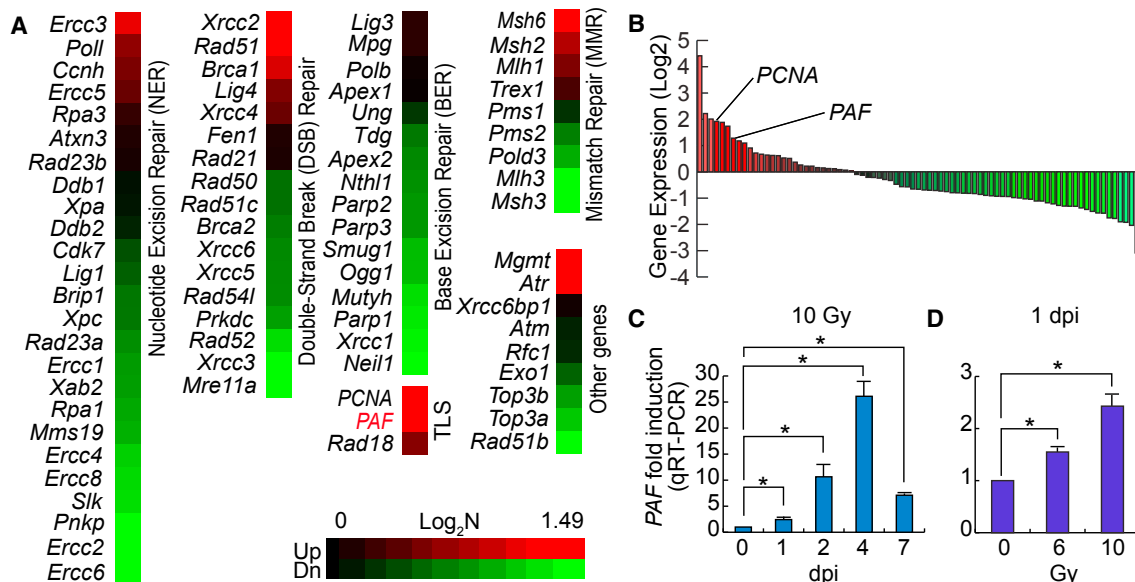 A
Ercc3
Poll
Ccnh
Ercc5
Rpa3
Atxn3
Rad23b
Ddb1
Xpa
Ddb2
Cdk7
Lig1
Brip1
Xpc
Rad23a
Ercc1
Xab2
Rpa1
Mms19
Ercc4
Ercc8
Slk
Pnkp
Ercc2
Ercc6
Nucleotide Excision Repair (NER)
Xrcc2
Rad51
Brca1
Lig4
Xrcc4
Fen1
Rad21
Rad50
Rad51c
Brca2
Xrcc6
Xrcc5
Rad54l
Prkdc
Rad52
Xrcc3
Mre11a
Double-Strand Break (DSB) Repair
Lig3
Mpg
Polb
Apex1
Ung
Tdg
Apex2
Nthl1
Parp2
Parp3
Smug1
Ogg1
Mutyh
Parp1
Xrcc1
Neil1
Base Excision Repair (BER)
PCNA
PAF
Rad18
TLS
Msh6
Msh2
Mlh1
Trex1
Pms1
Pms2
Pold3
Mlh3
Msh3
Mismatch Repair (MMR)
Mgmt
Atr
Xrcc6bp1
Atm
Rfc1
Exo1
Top3b
Top3a
Rad51b
Other genes
0 Log2N 1.49
Up
Dn
B
Gene Expression (Log2)
5
4
3
2
1
0
-1
-2
-3
-4
PCNA
PAF
C
10 Gy
PAF fold induction
(qRT-PCR)
30
25
20
15
10
5
0
* * * *
0 1 2 4 7
dpi
D
1 dpi
3
2
1
0
* *
0 6 10
Gy